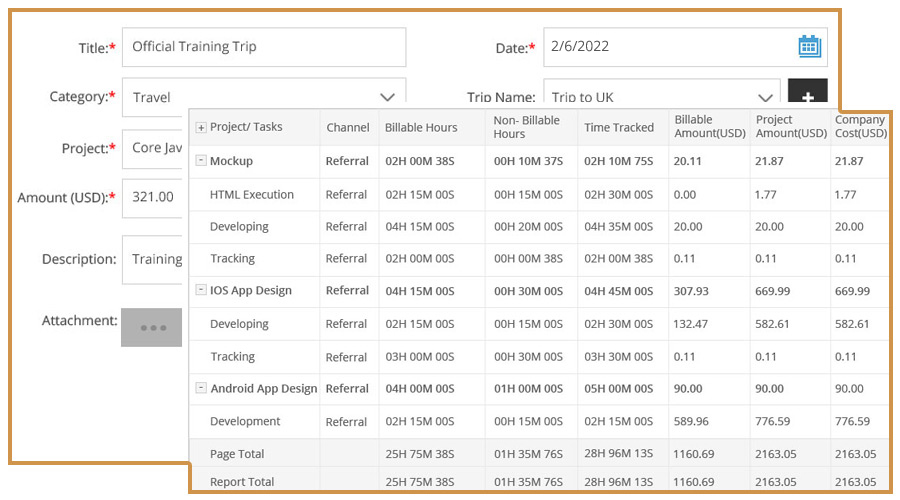 Title:* Official Training Trip Date:* 2/6/2022
Category:* Travel Trip Name: Trip to UK +
Project:* Core Jav
Amount (USD):* 321.00
Description: Training
Attachment:
+ Project/ Tasks Channel Billable Hours Non- Billable Hours Time Tracked Billable Amount(USD) Project Amount(USD) Company Cost(USD)
- Mockup Referral 02H 00M 38S 00H 10M 37S 02H 10M 75S 20.11 21.87 21.87
HTML Execution Referral 02H 15M 00S 00H 15M 00S 02H 30M 00S 0.00 1.77 1.77
Developing Referral 04H 15M 00S 00H 20M 00S 04H 35M 00S 20.00 20.00 20.00
Tracking Referral 02H 00M 00S 00H 00M 38S 02H 00M 38S 0.11 0.11 0.11
- IOS App Design Referral 04H 15M 00S 00H 30M 00S 04H 45M 00S 307.93 669.99 669.99
Developing Referral 02H 15M 00S 00H 15M 00S 02H 30M 00S 132.47 582.61 582.61
Tracking Referral 03H 00M 00S 00H 30M 00S 03H 30M 00S 0.11 0.11 0.11
- Android App Design Referral 04H 00M 00S 01H 00M 00S 05H 00M 00S 90.00 90.00 90.00
Development Referral 02H 15M 00S 00H 15M 00S 02H 15M 00S 589.96 776.59 776.59
Page Total 25H 75M 38S 01H 35M 76S 28H 96M 13S 1160.69 2163.05 2163.05
Report Total 25H 75M 38S 01H 35M 76S 28H 96M 13S 1160.69 2163.05 2163.05